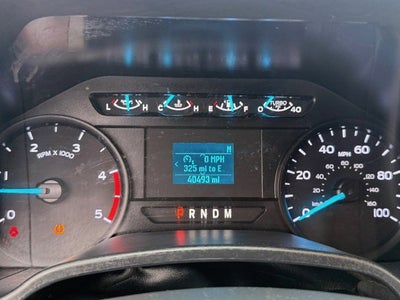 L H C H E F O TURBO 40
N
0 MPH
325 mi to E
40493 mi
RPM X 1000
0 1 2 3 4 5
MPH
0 20 40 60 80 100
km/h
P R N D M